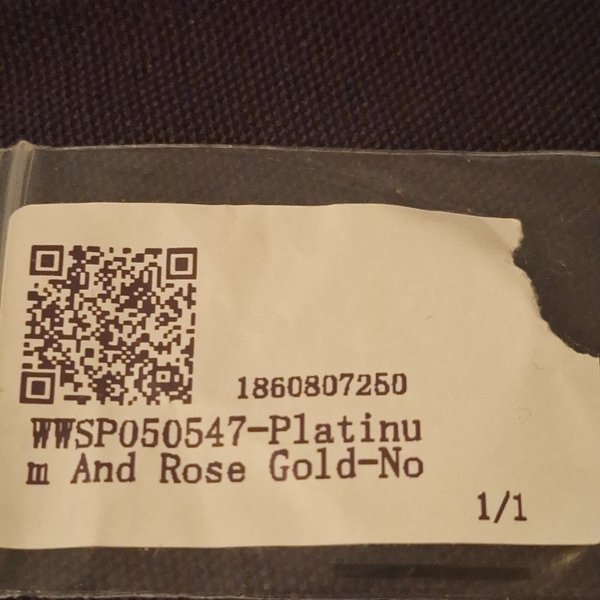 1860807250
WWSP050547-Platinu
m And Rose Gold-No
1/1